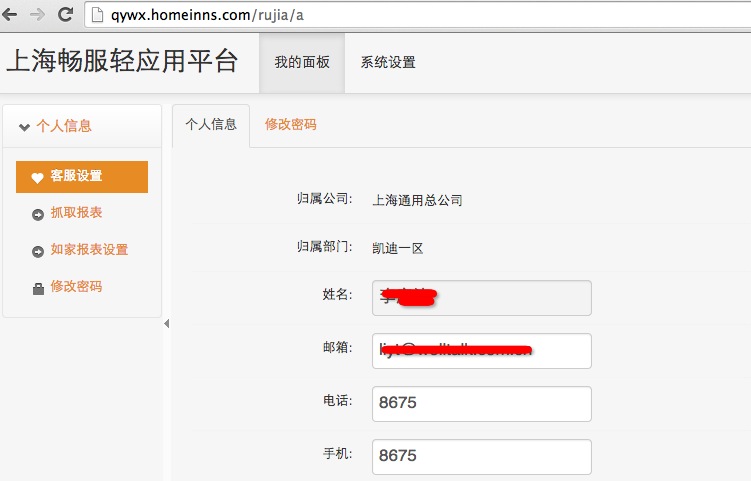 qywx.homeinns.com/rujia/a
上海畅服轻应用平台 我的面板 系统设置
个人信息
客服设置
抓取报表
如家报表设置
修改密码
个人信息 修改密码
归属公司: 上海通用总公司
归属部门: 凯迪一区
姓名:
邮箱:
电话: 8675
手机: 8675